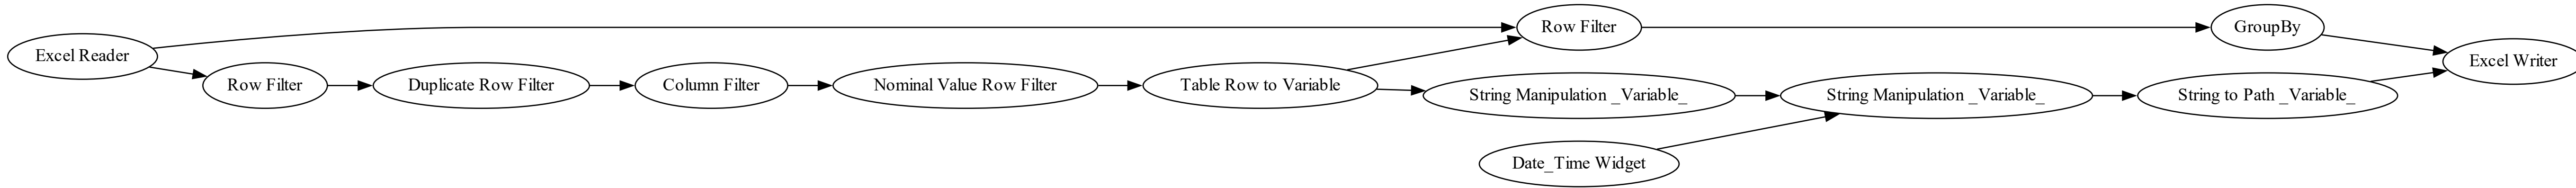 Excel Reader
Row Filter
Duplicate Row Filter
Column Filter
Nominal Value Row Filter
Table Row to Variable
Row Filter
String Manipulation _Variable_
Date_Time Widget
String Manipulation _Variable_
GroupBy
String to Path _Variable_
Excel Writer